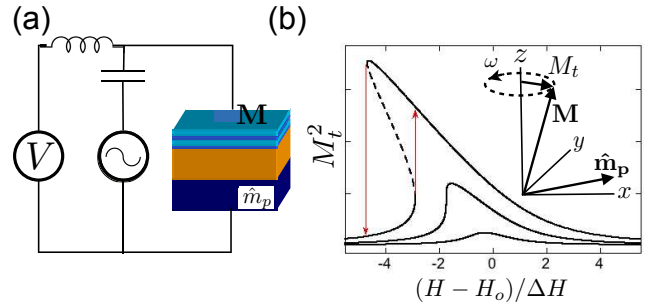 (a)
V
M
m̂_p
(b)
M_t^2
z
ω
M_t
M
y
m̂_p
x
-4 -2 0 2 4
(H − H_o)/ΔH